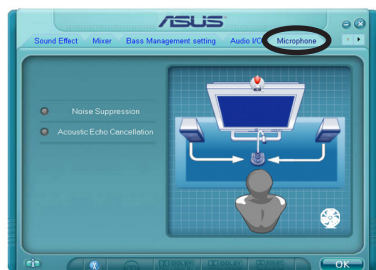 ASUS
Sound Effect Mixer Bass Management setting Audio I/O Microphone
Noise Suppression
Acoustic Echo Cancellation
OK